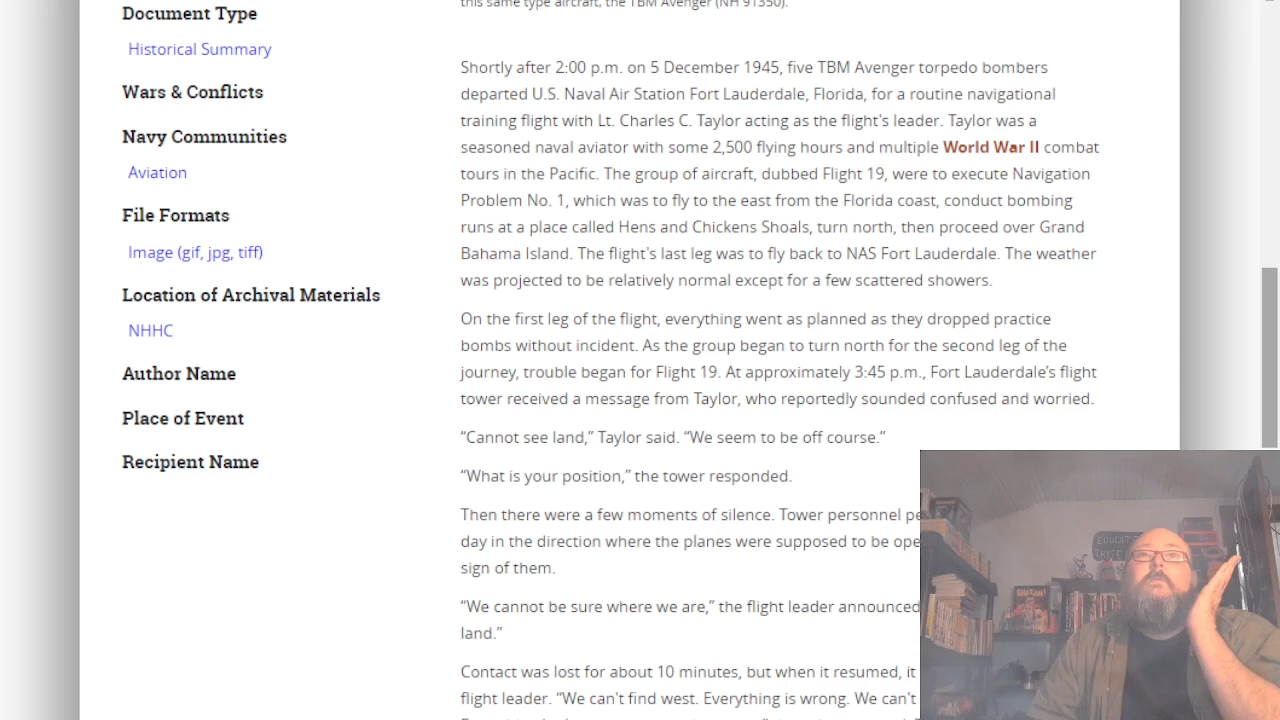 this same type aircraft, the TBM Avenger (NH 91350).
Document Type
Historical Summary
Wars & Conflicts
Navy Communities
Aviation
File Formats
Image (gif, jpg, tiff)
Location of Archival Materials
NHHC
Author Name
Place of Event
Recipient Name
Shortly after 2:00 p.m. on 5 December 1945, five TBM Avenger torpedo bombers
departed U.S. Naval Air Station Fort Lauderdale, Florida, for a routine navigational
training flight with Lt. Charles C. Taylor acting as the flight's leader. Taylor was a
seasoned naval aviator with some 2,500 flying hours and multiple World War II combat
tours in the Pacific. The group of aircraft, dubbed Flight 19, were to execute Navigation
Problem No. 1, which was to fly to the east from the Florida coast, conduct bombing
runs at a place called Hens and Chickens Shoals, turn north, then proceed over Grand
Bahama Island. The flight's last leg was to fly back to NAS Fort Lauderdale. The weather
was projected to be relatively normal except for a few scattered showers.
On the first leg of the flight, everything went as planned as they dropped practice
bombs without incident. As the group began to turn north for the second leg of the
journey, trouble began for Flight 19. At approximately 3:45 p.m., Fort Lauderdale’s flight
tower received a message from Taylor, who reportedly sounded confused and worried.
“Cannot see land,” Taylor said. “We seem to be off course.”
“What is your position,” the tower responded.
Then there were a few moments of silence. Tower personnel
day in the direction where the planes were supposed to be
sign of them.
“We cannot be sure where we are,” the flight leader announced
land.”
Contact was lost for about 10 minutes, but when it resumed, it
flight leader. “We can't find west. Everything is wrong. We can't
SHAZAM!